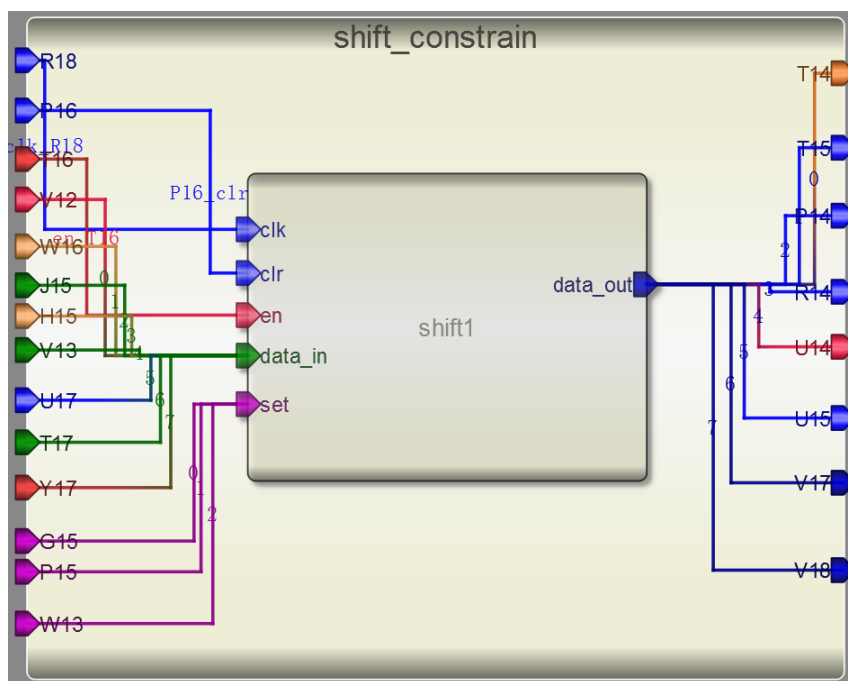 shift_constrain
R18
T14
P16
clk_R18
T16
T15
P16_clr
0
V12
P14
clk
en_T16
W16
2
clr
0
J15
data_out
3
R14
1
H15
2
en
4
3
shift1
U14
V13
4
data_in
5
5
6
U17
set
6
U15
7
7
T17
0
V17
Y17
1
2
G15
P15
V18
W13